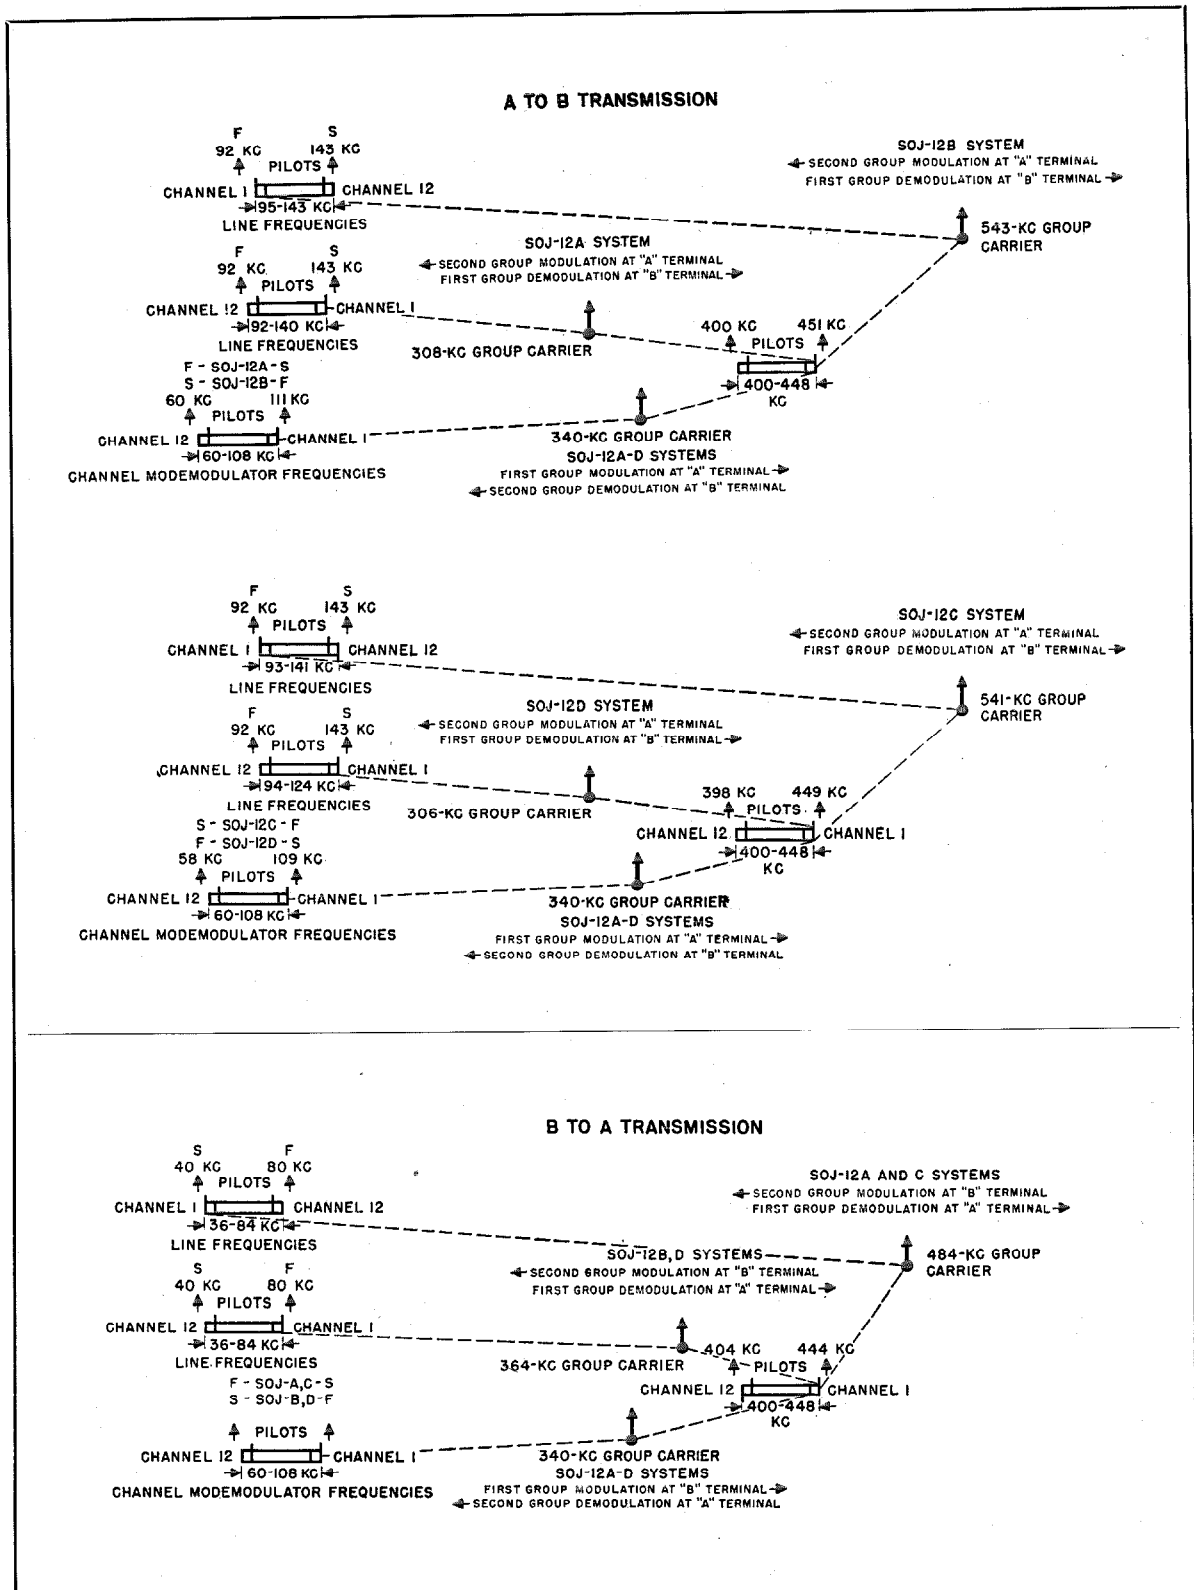 A TO B TRANSMISSION
F S
92 KC 143 KC
PILOTS
CHANNEL 1 CHANNEL 12
95-143 KC
LINE FREQUENCIES
SOJ-12B SYSTEM
SECOND GROUP MODULATION AT "A" TERMINAL
FIRST GROUP DEMODULATION AT "B" TERMINAL
543-KC GROUP
CARRIER
SOJ-12A SYSTEM
SECOND GROUP MODULATION AT "A" TERMINAL
FIRST GROUP DEMODULATION AT "B" TERMINAL
F S
92 KC 143 KC
PILOTS
CHANNEL 12 CHANNEL 1
92-140 KC
LINE FREQUENCIES
308-KC GROUP CARRIER
400 KC 451 KC
PILOTS
400-448
KC
F - SOJ-12A - S
S - SOJ-12B - F
60 KC 111 KC
PILOTS
CHANNEL 12 CHANNEL 1
60-108 KC
CHANNEL MODEMODULATOR FREQUENCIES
340-KC GROUP CARRIER
SOJ-12A-D SYSTEMS
FIRST GROUP MODULATION AT "A" TERMINAL
SECOND GROUP DEMODULATION AT "B" TERMINAL
F S
92 KC 143 KC
PILOTS
CHANNEL 1 CHANNEL 12
93-141 KC
LINE FREQUENCIES
SOJ-12C SYSTEM
SECOND GROUP MODULATION AT "A" TERMINAL
FIRST GROUP DEMODULATION AT "B" TERMINAL
541-KC GROUP
CARRIER
SOJ-12D SYSTEM
SECOND GROUP MODULATION AT "A" TERMINAL
FIRST GROUP DEMODULATION AT "B" TERMINAL
F S
92 KC 143 KC
PILOTS
CHANNEL 12 CHANNEL 1
94-124 KC
LINE FREQUENCIES
306-KC GROUP CARRIER
398 KC 449 KC
PILOTS
CHANNEL 12 CHANNEL 1
400-448
KC
S - SOJ-12C - F
F - SOJ-12D - S
58 KC 109 KC
PILOTS
CHANNEL 12 CHANNEL 1
60-108 KC
CHANNEL MODEMODULATOR FREQUENCIES
340-KC GROUP CARRIER
SOJ-12A-D SYSTEMS
FIRST GROUP MODULATION AT "A" TERMINAL
SECOND GROUP DEMODULATION AT "B" TERMINAL
B TO A TRANSMISSION
S F
40 KC 80 KC
PILOTS
CHANNEL 1 CHANNEL 12
36-84 KC
LINE FREQUENCIES
SOJ-12A AND C SYSTEMS
SECOND GROUP MODULATION AT "B" TERMINAL
FIRST GROUP DEMODULATION AT "A" TERMINAL
484-KC GROUP
CARRIER
SOJ-12B, D SYSTEMS
SECOND GROUP MODULATION AT "B" TERMINAL
FIRST GROUP DEMODULATION AT "A" TERMINAL
S F
40 KC 80 KC
PILOTS
CHANNEL 12 CHANNEL 1
36-84 KC
LINE FREQUENCIES
364-KC GROUP CARRIER
404 KC 444 KC
PILOTS
CHANNEL 12 CHANNEL 1
400-448
KC
F - SOJ-A,C-S
S - SOJ-B,D-F
PILOTS
CHANNEL 12 CHANNEL 1
60-108 KC
CHANNEL MODEMODULATOR FREQUENCIES
340-KC GROUP CARRIER
SOJ-12A-D SYSTEMS
FIRST GROUP MODULATION AT "B" TERMINAL
SECOND GROUP DEMODULATION AT "A" TERMINAL